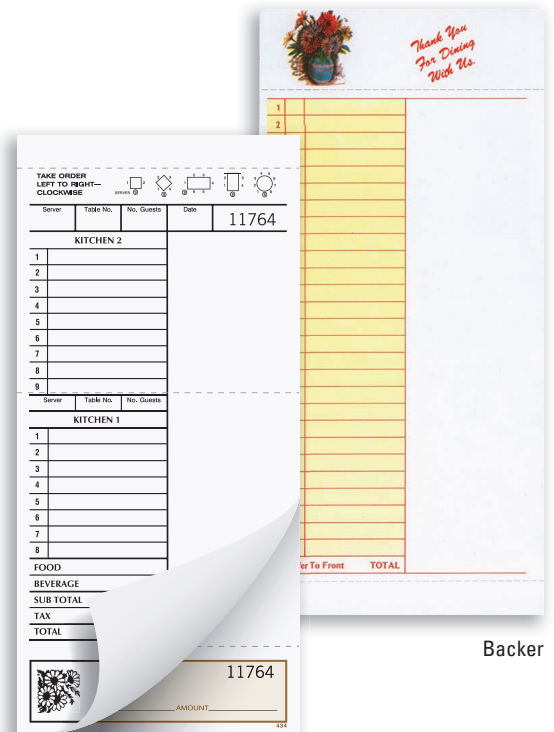 Thank You
For Dining
With Us.
1
2
TAKE ORDER
LEFT TO RIGHT—
CLOCKWISE
SERVER
Server Table No. No. Guests Date 11764
KITCHEN 2
1
2
3
4
5
6
7
8
9
Server Table No. No. Guests
KITCHEN 1
1
2
3
4
5
6
7
8
FOOD
BEVERAGE
SUB TOTAL
TAX
TOTAL
To Front TOTAL
Backer
11764
AMOUNT
434